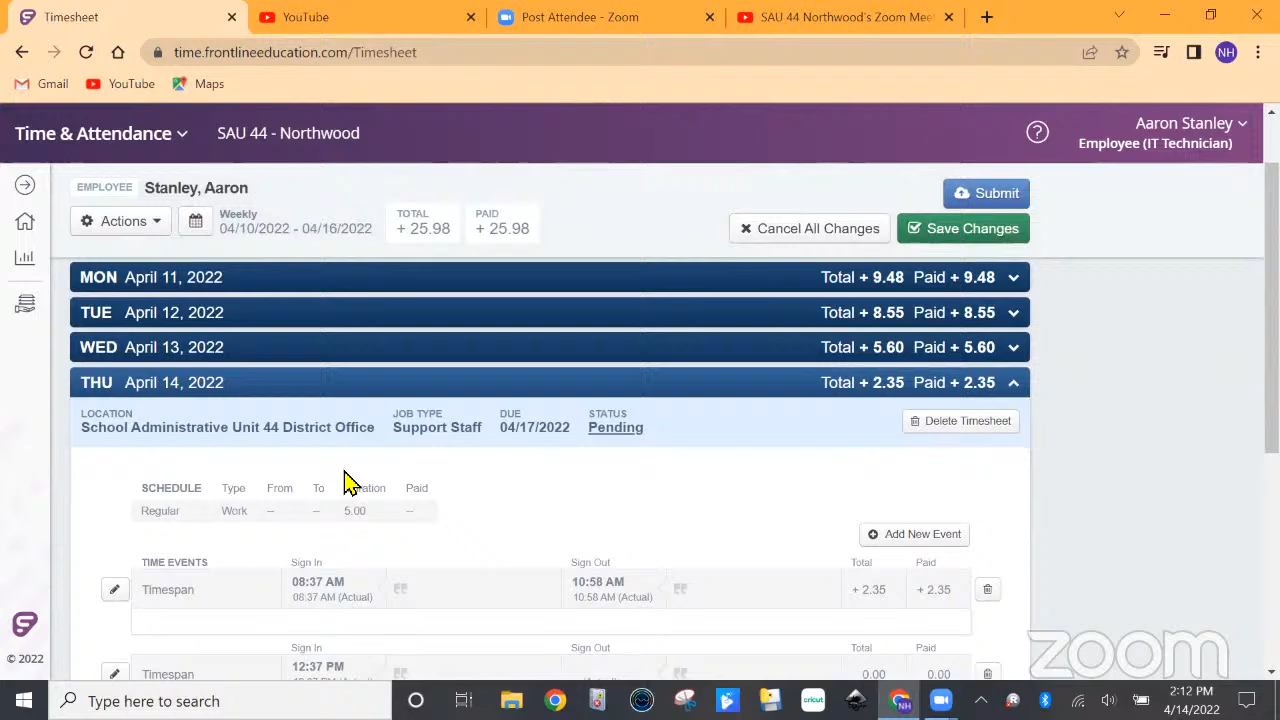 Timesheet
YouTube
Post Attendee - Zoom
SAU 44 Northwood's Zoom Mee
time.frontlineeducation.com/Timesheet
NH
Gmail
YouTube
Maps
Time & Attendance
SAU 44 - Northwood
Aaron Stanley
Employee (IT Technician)
EMPLOYEE Stanley, Aaron
Submit
Actions
Weekly
04/10/2022 - 04/16/2022
TOTAL
+ 25.98
PAID
+ 25.98
Cancel All Changes
Save Changes
MON April 11, 2022 Total + 9.48 Paid + 9.48
TUE April 12, 2022 Total + 8.55 Paid + 8.55
WED April 13, 2022 Total + 5.60 Paid + 5.60
THU April 14, 2022 Total + 2.35 Paid + 2.35
LOCATION JOB TYPE DUE STATUS
School Administrative Unit 44 District Office Support Staff 04/17/2022 Pending
Delete Timesheet
SCHEDULE Type From To Paid
Regular Work – – 5.00 –
Add New Event
TIME EVENTS Sign In Sign Out Total Paid
Timespan 08:37 AM 10:58 AM + 2.35 + 2.35
08:37 AM (Actual) 10:58 AM (Actual)
Sign In Sign Out Total Paid
Timespan 12:37 PM 0.00 0.00
© 2022
zoom
Type here to search
cricut
NH
2:12 PM
4/14/2022